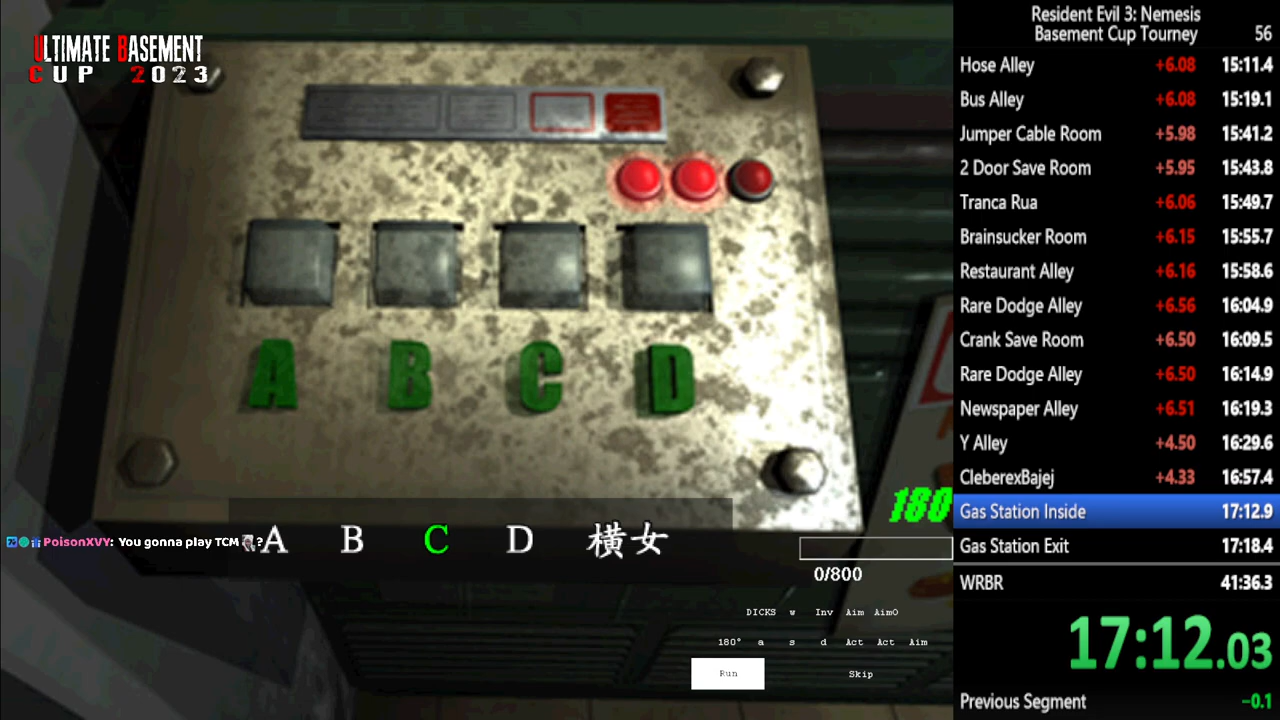 ULTIMATE BASEMENT
CUP 2023
A B C D
PoisonXVY: You gonna play TCM ?
A B C D 横女
180
0/800
DICKS w Inv Aim AimO
180° a s d Act Act Aim
Run Skip
Resident Evil 3: Nemesis
Basement Cup Tourney 56
Hose Alley +6.08 15:11.4
Bus Alley +6.08 15:19.1
Jumper Cable Room +5.98 15:41.2
2 Door Save Room +5.95 15:43.8
Tranca Rua +6.06 15:49.7
Brainsucker Room +6.15 15:55.7
Restaurant Alley +6.16 15:58.6
Rare Dodge Alley +6.56 16:04.9
Crank Save Room +6.50 16:09.5
Rare Dodge Alley +6.50 16:14.9
Newspaper Alley +6.51 16:19.3
Y Alley +4.50 16:29.6
CleberexBajej +4.33 16:57.4
Gas Station Inside 17:12.9
Gas Station Exit 17:18.4
WRBR 41:36.3
17:12.03
Previous Segment −0.1